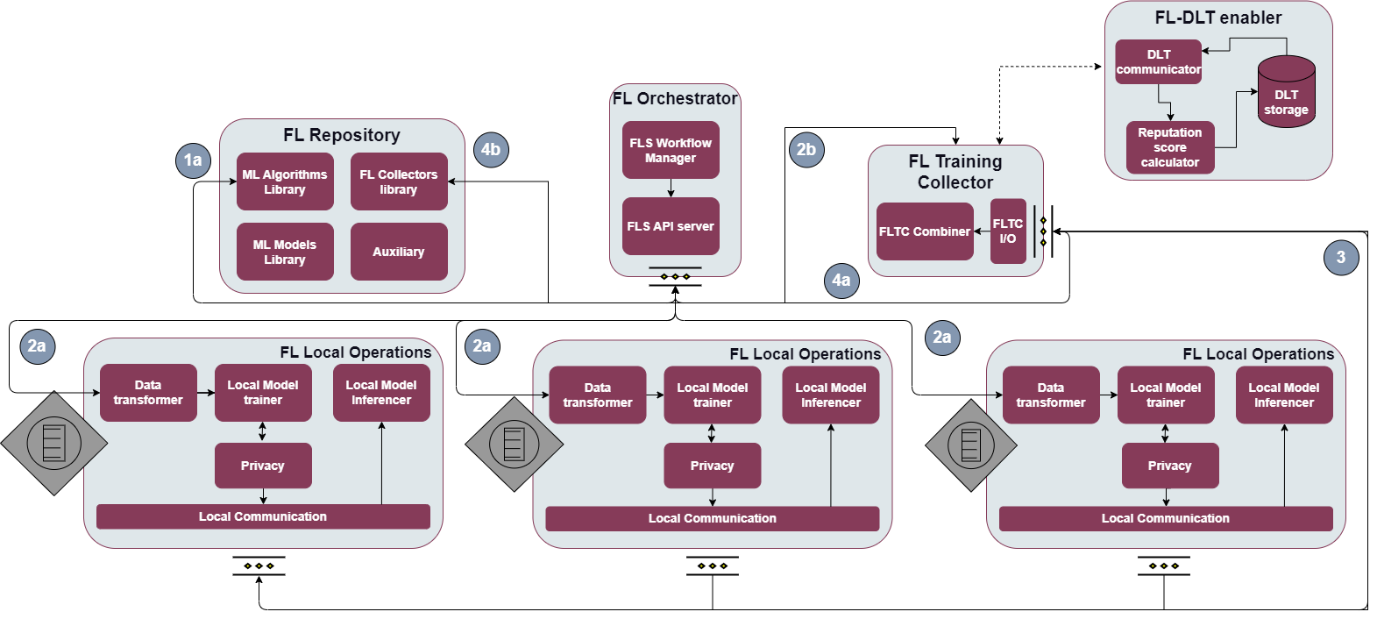 FL-DLT enabler
DLT
communicator
DLT
storage
Reputation
score
calculator
FL Orchestrator
FLS Workflow
Manager
FLS API server
FL Repository
1a
4b
ML Algorithms
Library
FL Collectors
library
ML Models
Library
Auxiliary
2b
FL Training
Collector
FLTC Combiner
FLTC
I/O
4a
3
2a
FL Local Operations
Data
transformer
Local Model
trainer
Local Model
Inferencer
Privacy
Local Communication
2a
FL Local Operations
Data
transformer
Local Model
trainer
Local Model
Inferencer
Privacy
Local Communication
2a
FL Local Operations
Data
transformer
Local Model
trainer
Local Model
Inferencer
Privacy
Local Communication